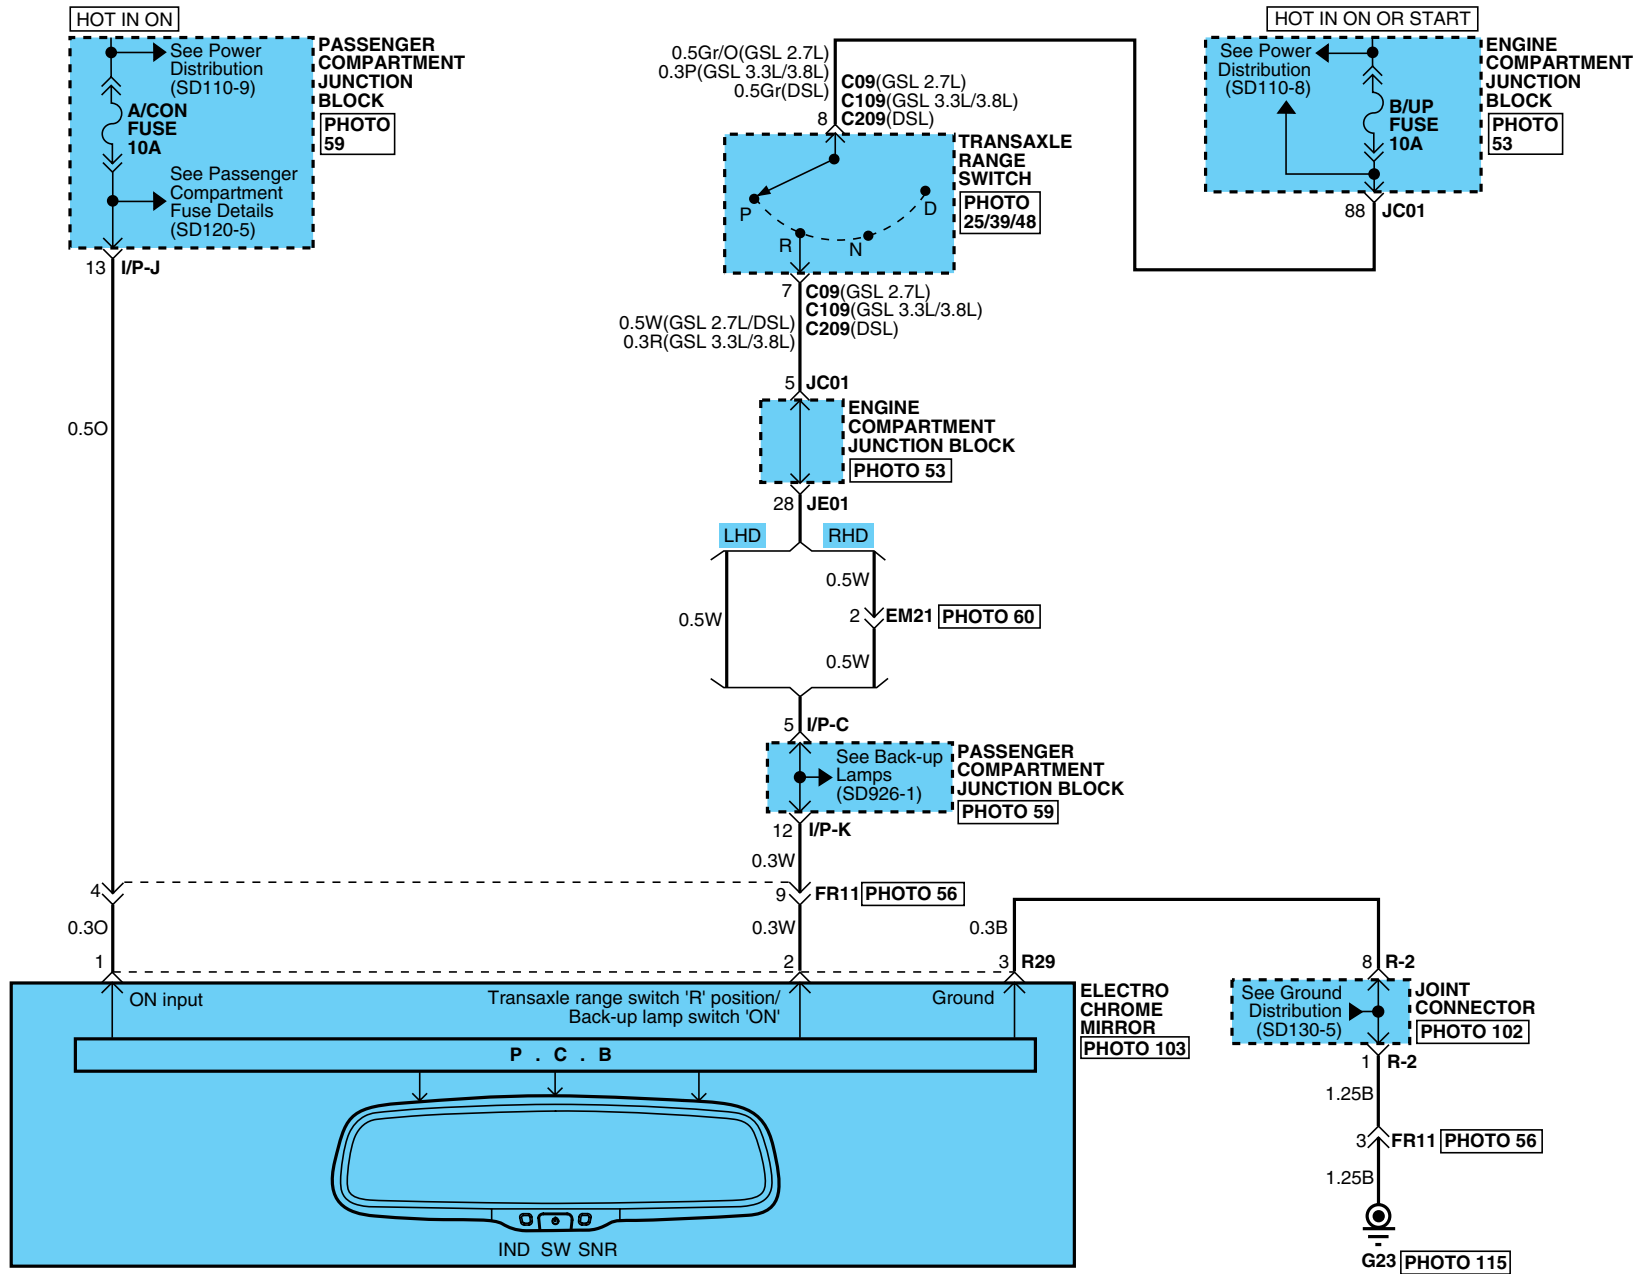 HOT IN ON
See Power
Distribution
(SD110-9)
A/CON
FUSE
10A
See Passenger
Compartment
Fuse Details
(SD120-5)
PASSENGER
COMPARTMENT
JUNCTION
BLOCK
PHOTO
59
13 I/P-J
0.5O
4
0.3O
1
0.5Gr/O(GSL 2.7L)
0.3P(GSL 3.3L/3.8L)
0.5Gr(DSL)
C09(GSL 2.7L)
C109(GSL 3.3L/3.8L)
8 C209(DSL)
TRANSAXLE
RANGE
SWITCH
PHOTO
25/39/48
P
R
N
D
7 C09(GSL 2.7L)
C109(GSL 3.3L/3.8L)
C209(DSL)
0.5W(GSL 2.7L/DSL)
0.3R(GSL 3.3L/3.8L)
5 JC01
ENGINE
COMPARTMENT
JUNCTION BLOCK
PHOTO 53
28 JE01
LHD
RHD
0.5W
0.5W
2 EM21 PHOTO 60
0.5W
5 I/P-C
See Back-up
Lamps
(SD926-1)
PASSENGER
COMPARTMENT
JUNCTION BLOCK
PHOTO 59
12 I/P-K
0.3W
9 FR11 PHOTO 56
0.3W
2
HOT IN ON OR START
See Power
Distribution
(SD110-8)
B/UP
FUSE
10A
ENGINE
COMPARTMENT
JUNCTION
BLOCK
PHOTO
53
88 JC01
0.3B
3 R29
8 R-2
See Ground
Distribution
(SD130-5)
JOINT
CONNECTOR
PHOTO 102
1 R-2
1.25B
3 FR11 PHOTO 56
1.25B
G23 PHOTO 115
ON input
Transaxle range switch 'R' position/
Back-up lamp switch 'ON'
Ground
ELECTRO
CHROME
MIRROR
PHOTO 103
P . C . B
IND SW SNR